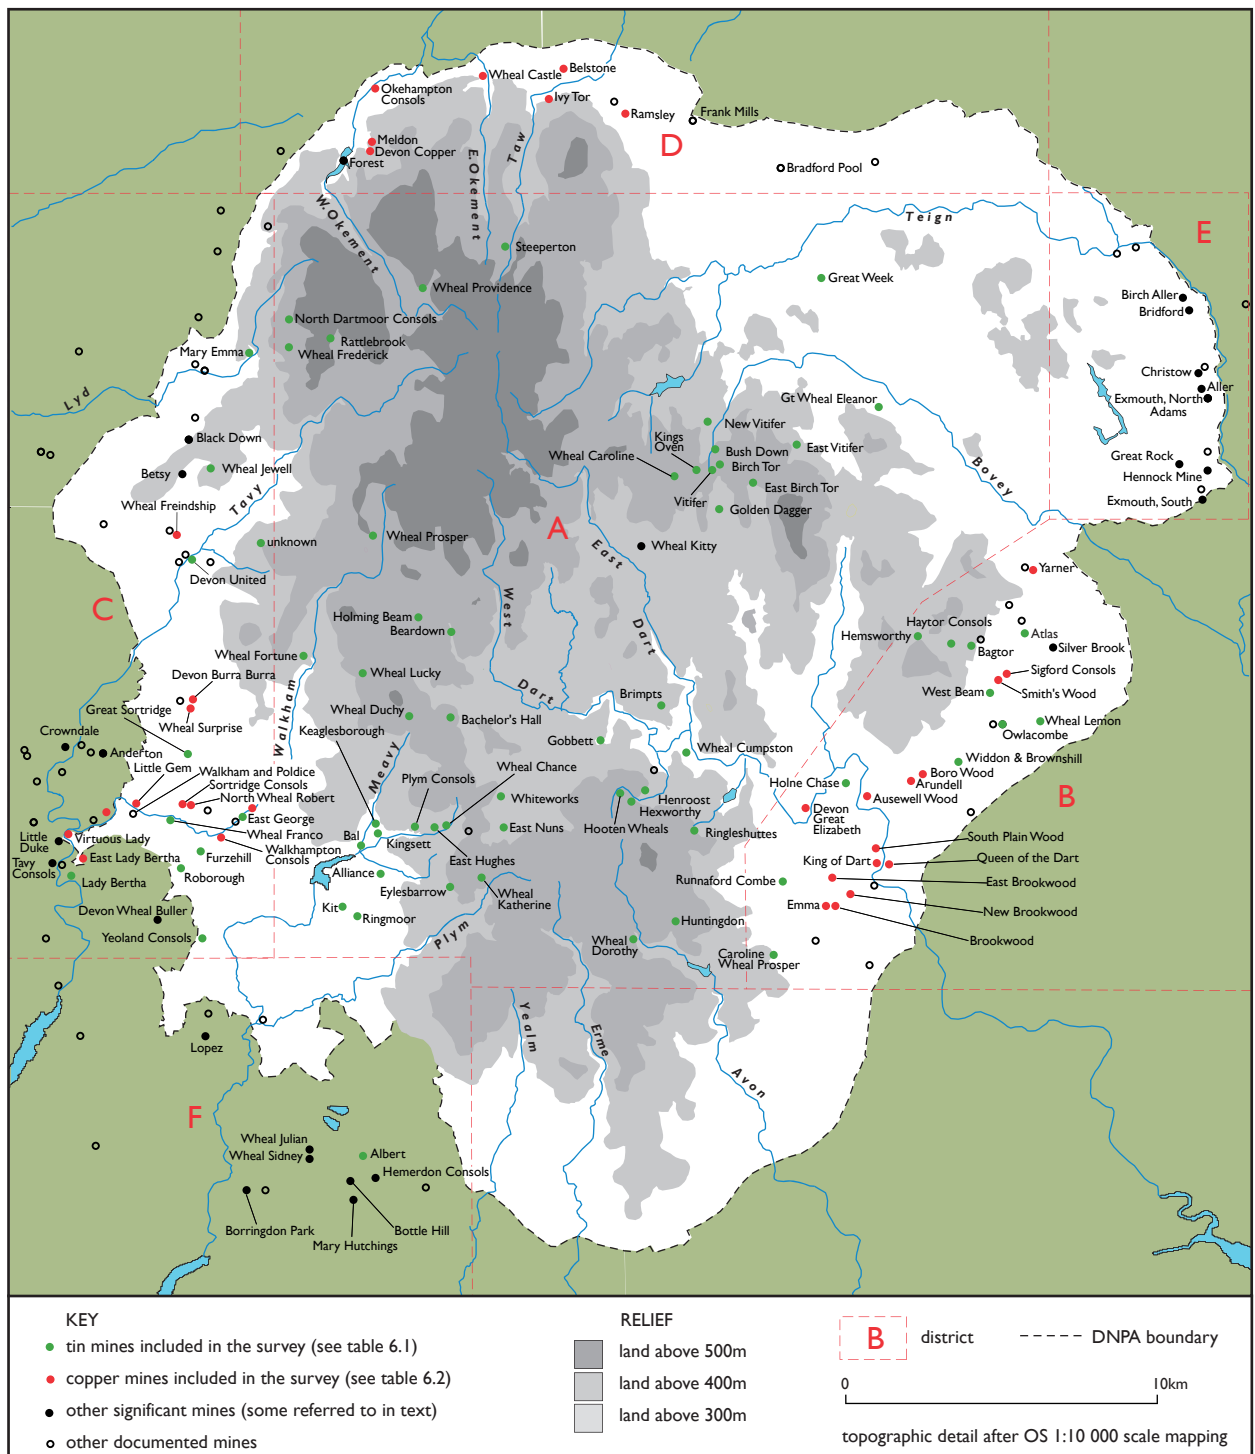 Wheal Castle
Belstone
Okehampton
Consols
Ivy Tor
Ramsley
Frank Mills
Meldon
Devon Copper
Forest
D
Bradford Pool
E.Okement
Taw
W.Okement
Teign
E
Steeperton
Great Week
Wheal Providence
Birch Aller
Bridford
North Dartmoor Consols
Rattlebrook
Wheal Frederick
Mary Emma
Lyd
Christow
Aller
Exmouth, North
Adams
Gt Wheal Eleanor
New Vitifer
Kings
Oven
Bush Down
East Vitifer
Birch Tor
Wheal Caroline
Vitifer
East Birch Tor
Golden Dagger
Bovey
Great Rock
Hennock Mine
Exmouth, South
Black Down
Betsy
Wheal Jewell
Wheal Freindship
Tavy
unknown
Wheal Prosper
A
Wheal Kitty
East
Dart
Devon United
Yarner
C
West
Dart
Holming Beam
Beardown
Haytor Consols
Hemsworthy
Atlas
Bagtor
Silver Brook
Wheal Fortune
Wheal Lucky
Sigford Consols
Smith's Wood
West Beam
Devon Burra Burra
Great Sortridge
Wheal Surprise
Walkham
Wheal Duchy
Bachelor's Hall
Brimpts
Wheal Lemon
Owlacombe
Keaglesborough
Crowndale
Anderton
Gobbett
Wheal Cumpston
Widdon & Brownshill
Little Gem
Walkham and Poldice
Sortridge Consols
North Wheal Robert
Meavy
Plym Consols
Wheal Chance
Boro Wood
Arundell
Holne Chase
Ausewell Wood
B
East George
Wheal Franco
Whiteworks
Henroost
Hexworthy
Hooten Wheals
Devon
Great
Elizabeth
Little
Duke
Virtuous Lady
Bal
Kingsett
East Nuns
Ringleshuttes
South Plain Wood
Tavy
Consols
East Lady Bertha
Furzehill
Walkhampton
Consols
East Hughes
King of Dart
Queen of the Dart
Lady Bertha
Roborough
Alliance
Eylesbarrow
Wheal
Katherine
Runnaford Combe
East Brookwood
Devon Wheal Buller
Kit
Ringmoor
Emma
New Brookwood
Yeoland Consols
Plym
Huntingdon
Wheal
Dorothy
Brookwood
Caroline
Wheal Prosper
Lopez
Yealm
Erme
Avon
F
Wheal Julian
Wheal Sidney
Albert
Hemerdon Consols
Borringdon Park
Bottle Hill
Mary Hutchings
KEY
tin mines included in the survey (see table 6.1)
copper mines included in the survey (see table 6.2)
other significant mines (some referred to in text)
other documented mines
RELIEF
land above 500m
land above 400m
land above 300m
B
district
DNPA boundary
0
10km
topographic detail after OS 1:10 000 scale mapping